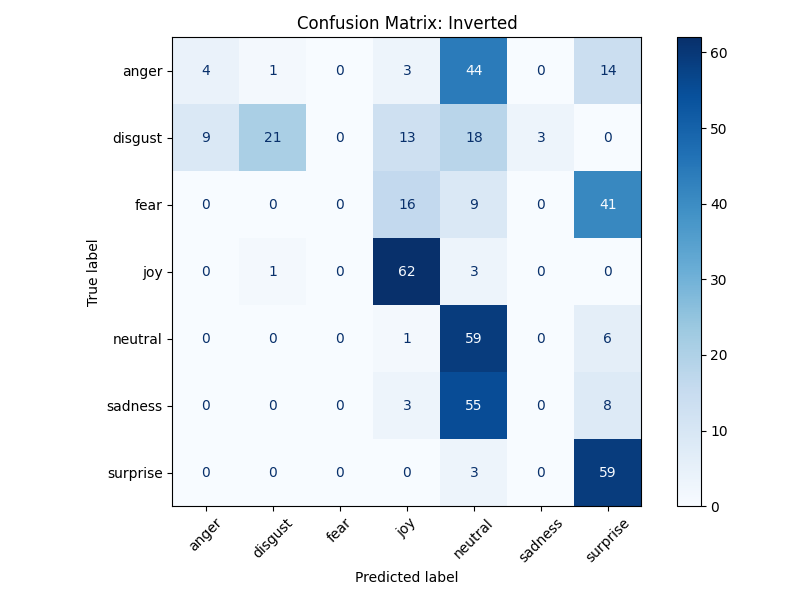 Confusion Matrix: Inverted
anger 4 1 0 3 44 0 14
disgust 9 21 0 13 18 3 0
fear 0 0 0 16 9 0 41
joy 0 1 0 62 3 0 0
neutral 0 0 0 1 59 0 6
sadness 0 0 0 3 55 0 8
surprise 0 0 0 0 3 0 59
anger disgust fear joy neutral sadness surprise
Predicted label
True label
60
50
40
30
20
10
0